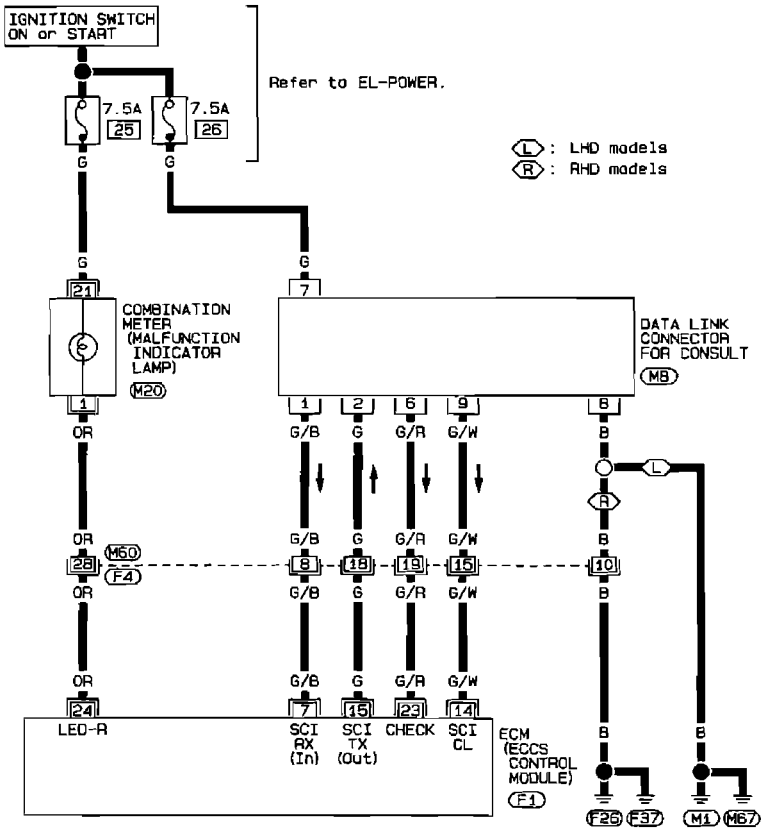 IGNITION SWITCH
ON or START
Refer to EL-POWER.
7.5A
25
7.5A
26
G
G
L : LHD models
R : RHD models
G
G
21
7
COMBINATION
METER
(MALFUNCTION
INDICATOR
LAMP)
M20
DATA LINK
CONNECTOR
FOR CONSULT
M8
1
1
2
6
9
8
OR
G/B
G
G/R
G/W
B
L
R
OR
G/B
G
G/R
G/W
B
M60
28
8
18
19
15
10
F4
OR
G/B
G
G/R
G/W
B
OR
G/B
G
G/R
G/W
24
7
15
23
14
LED-R
SCI
RX
(In)
SCI
TX
(Out)
CHECK
SCI
CL
ECM
(ECCS
CONTROL
MODULE)
F1
B
B
F26
F37
M1
M67